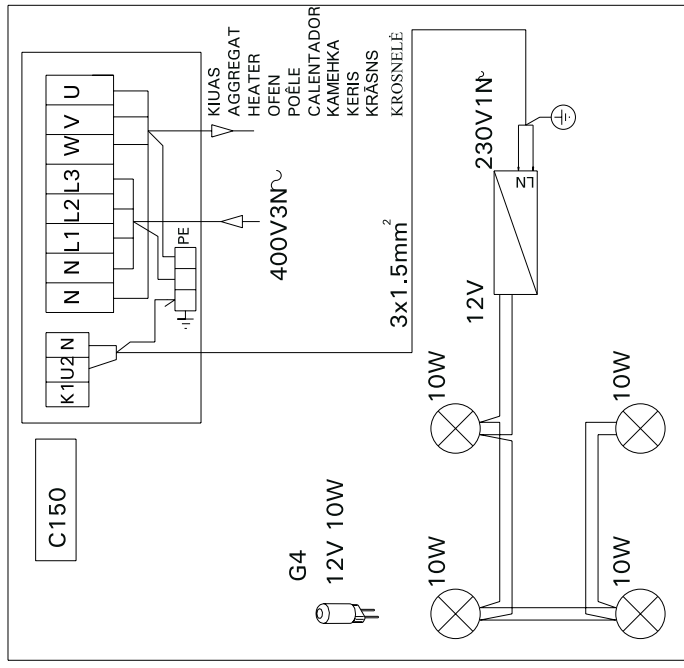 C150
K1 U2 N
N N L1 L2 L3 W V U
PE
KIUAS
AGGREGAT
HEATER
OFEN
POÊLE
CALENTADOR
KAMEHKA
KERIS
KRĀSNS
KROSNELĖ
400V3N~
3x1.5mm²
230V1N~
LN
12V
G4
12V 10W
10W
10W
10W
10W